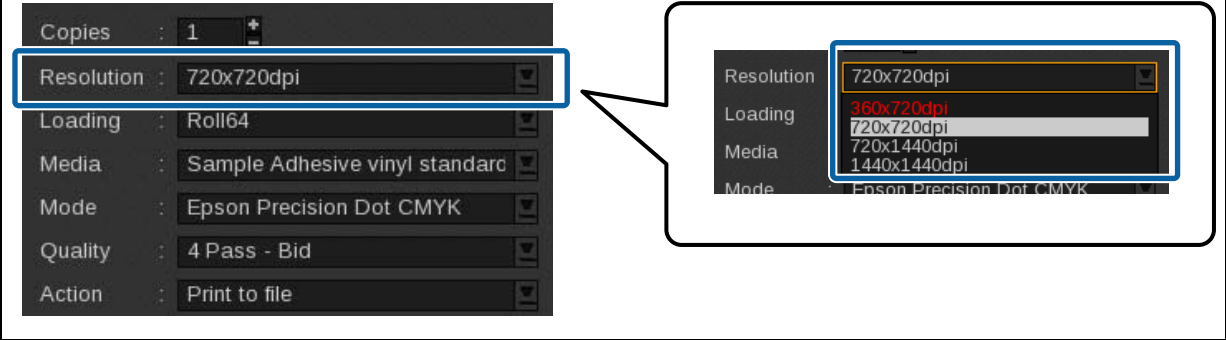 Copies : 1
Resolution : 720x720dpi
Loading : Roll64
Media : Sample Adhesive vinyl standarc
Mode : Epson Precision Dot CMYK
Quality : 4 Pass - Bid
Action : Print to file
Resolution 720x720dpi
Loading 360x720dpi
720x720dpi
Media 720x1440dpi
1440x1440dpi
Mode : Epson Precision Dot CMYK